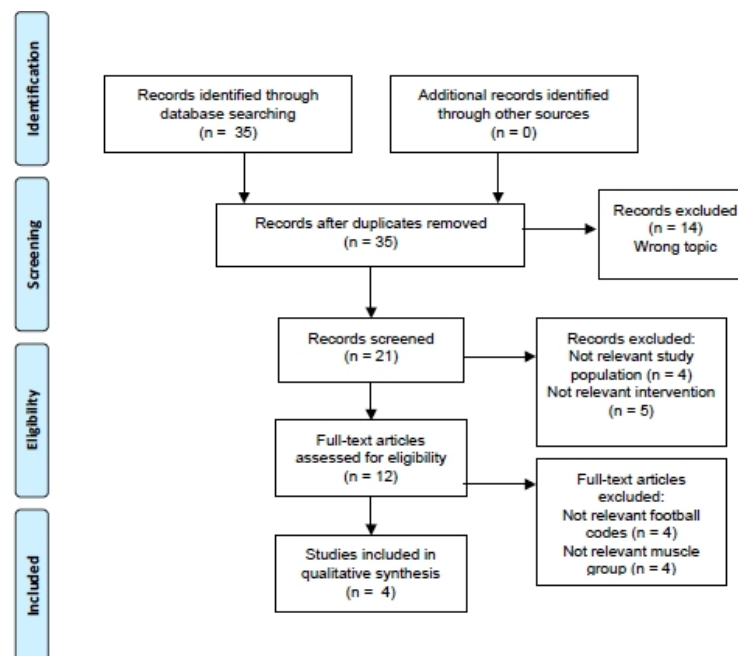 Identification
Records identified through
database searching
(n = 35)
Additional records identified
through other sources
(n = 0)
Screening
Records after duplicates removed
(n = 35)
Records excluded
(n = 14)
Wrong topic
Records screened
(n = 21)
Records excluded:
Not relevant study
population (n = 4)
Not relevant intervention
(n = 5)
Eligibility
Full-text articles
assessed for eligibility
(n = 12)
Full-text articles
excluded:
Not relevant football
codes (n = 4)
Not relevant muscle
group (n = 4)
Included
Studies included in
qualitative synthesis
(n = 4)